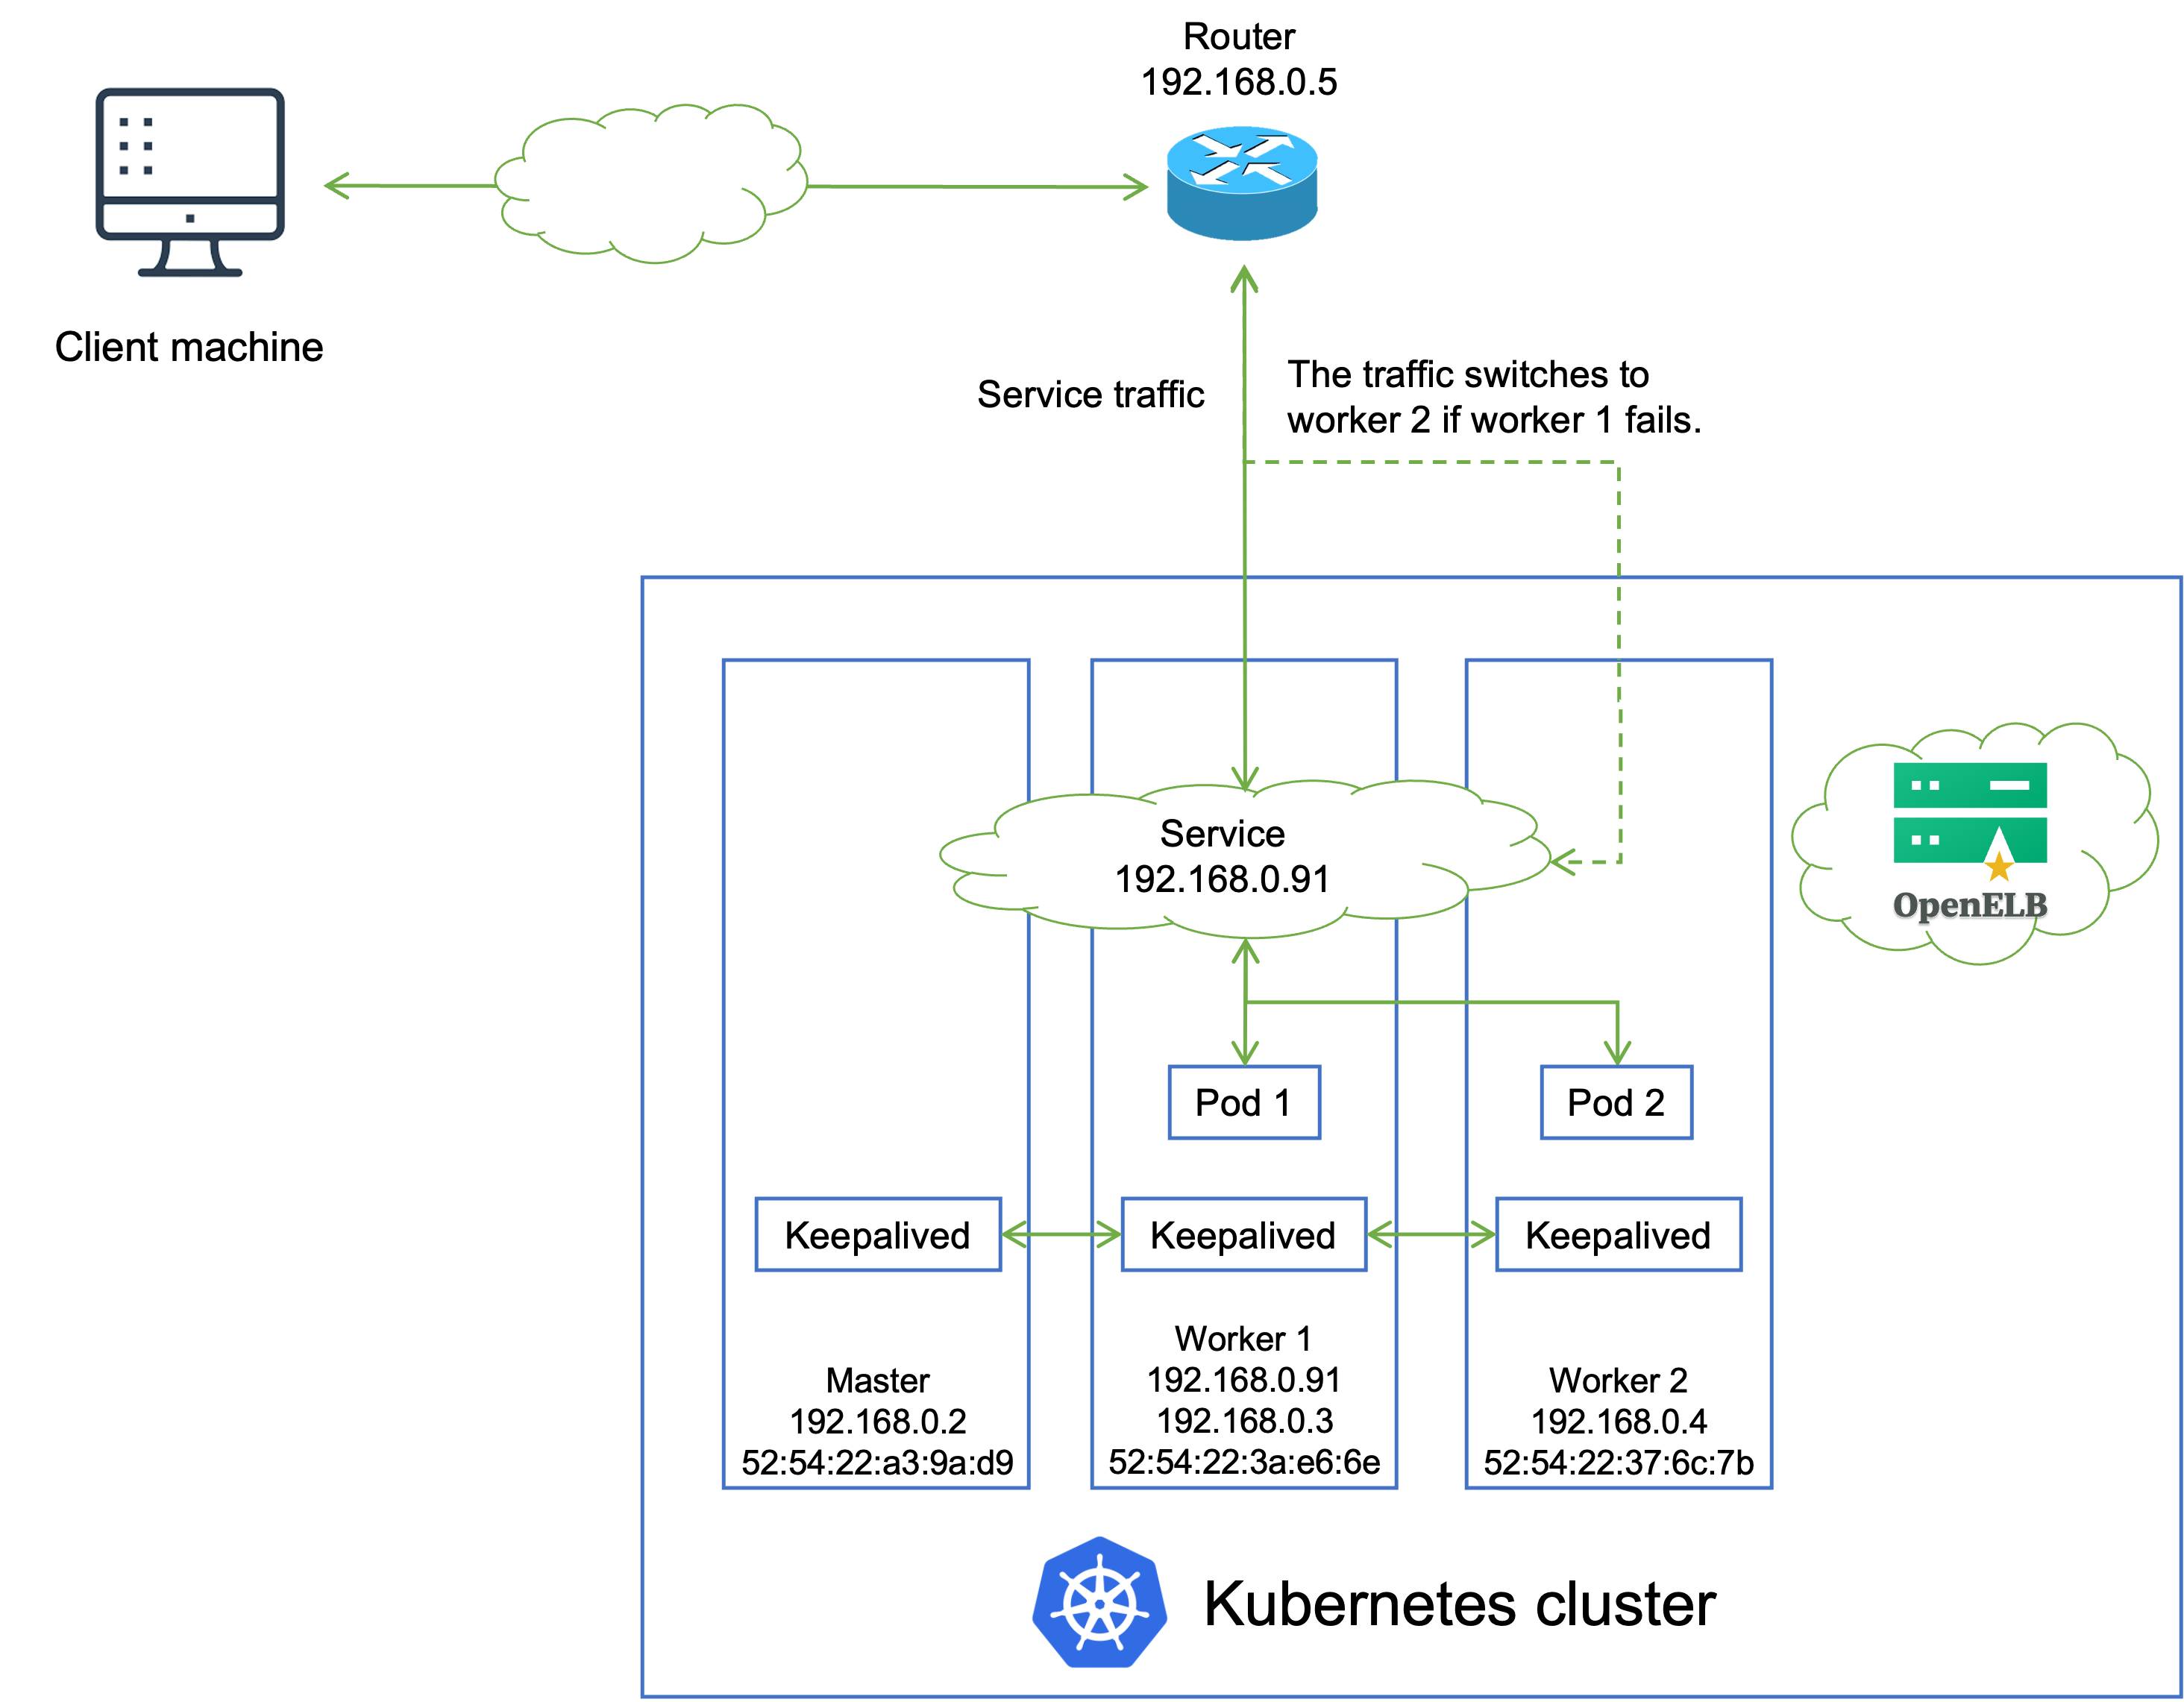 Router
192.168.0.5
Client machine
Service traffic
The traffic switches to
worker 2 if worker 1 fails.
Service
192.168.0.91
OpenELB
Pod 1
Pod 2
Keepalived
Keepalived
Keepalived
Master
192.168.0.2
52:54:22:a3:9a:d9
Worker 1
192.168.0.91
192.168.0.3
52:54:22:3a:e6:6e
Worker 2
192.168.0.4
52:54:22:37:6c:7b
Kubernetes cluster